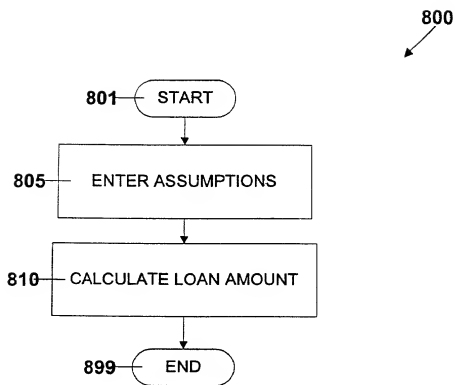 800
801 START
805 ENTER ASSUMPTIONS
810 CALCULATE LOAN AMOUNT
899 END